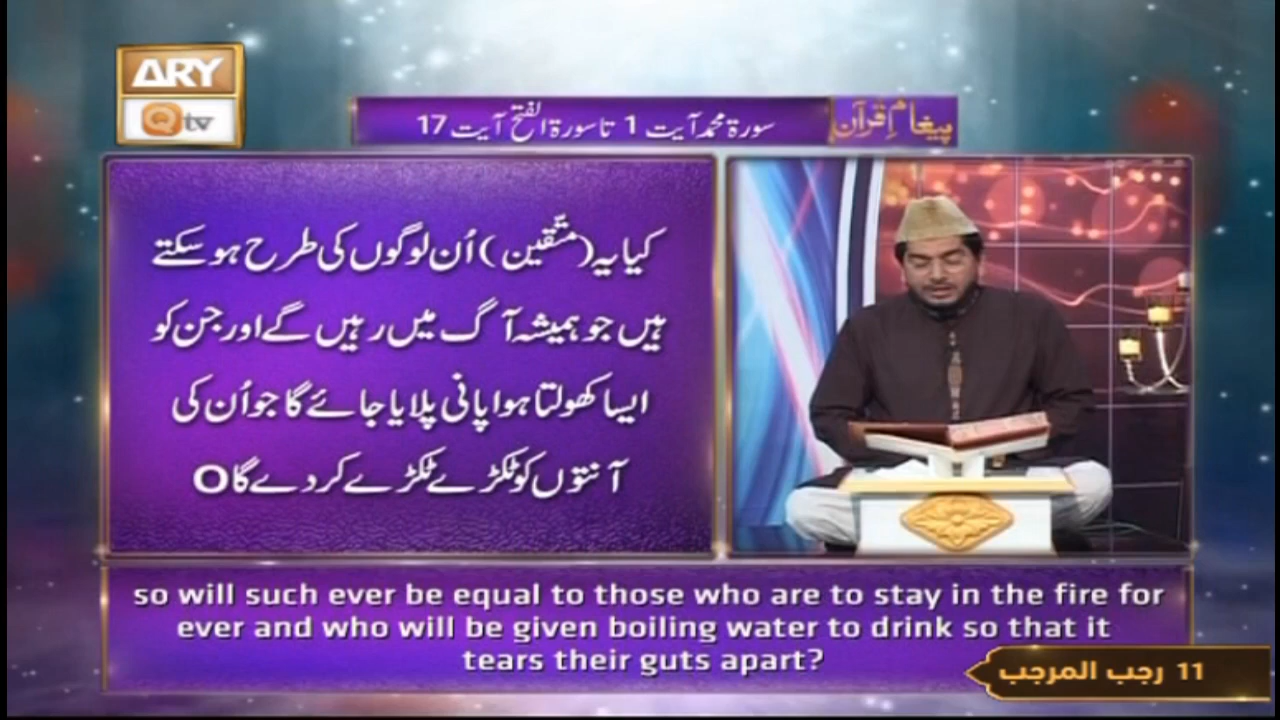 ARY
Qtv
پیغام قرآن
سورۃ محمد آیت 1 تا سورۃ الفتح آیت 17
کیا یہ (متّقین) اُن لوگوں کی طرح ہو سکتے
ہیں جو ہمیشہ آگ میں رہیں گے اور جن کو
ایسا کھولتا ہوا پانی پلایا جائے گا جو اُن کی
آنتوں کو ٹکڑے ٹکڑے کر دے گا O
so will such ever be equal to those who are to stay in the fire for
ever and who will be given boiling water to drink so that it
tears their guts apart?
11 رجب المرجب